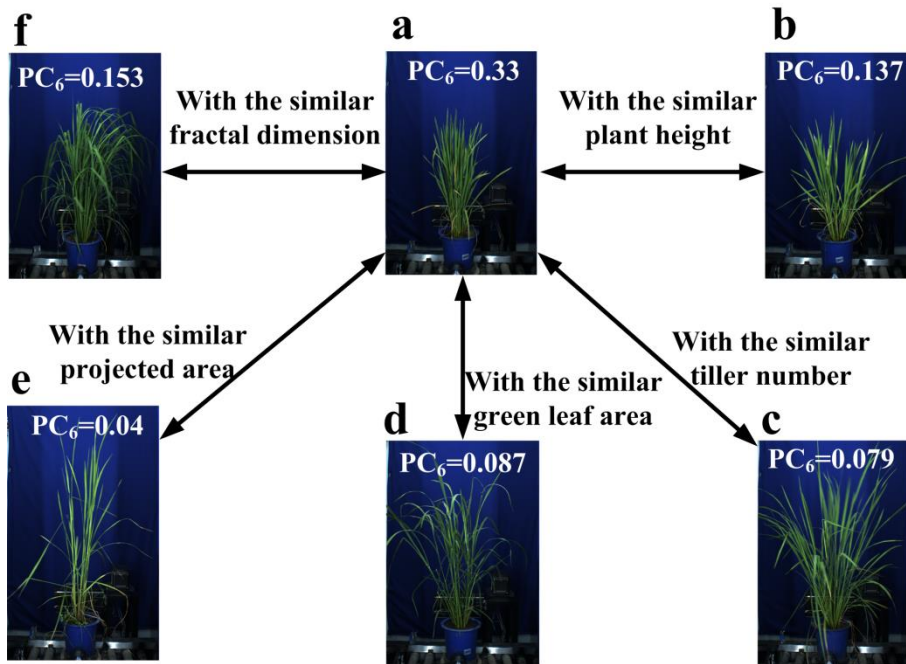 f
a
b
PC₆=0.153
PC₆=0.33
PC₆=0.137
With the similar
fractal dimension
With the similar
plant height
With the similar
projected area
With the similar
green leaf area
With the similar
tiller number
e
d
c
PC₆=0.04
PC₆=0.087
PC₆=0.079